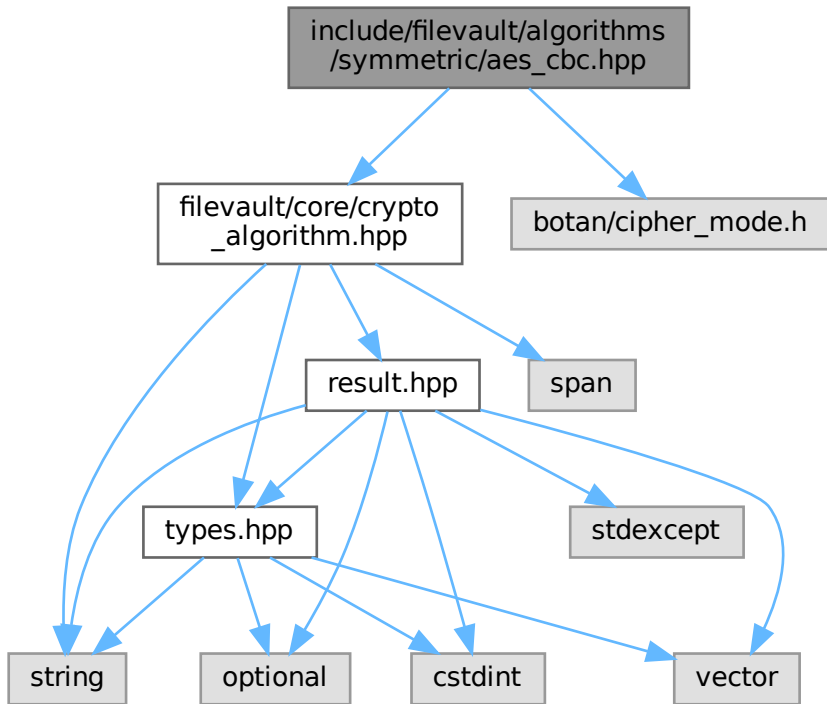 include/filevault/algorithms
/symmetric/aes_cbc.hpp
filevault/core/crypto
_algorithm.hpp
botan/cipher_mode.h
result.hpp
span
types.hpp
stdexcept
string
optional
cstdint
vector